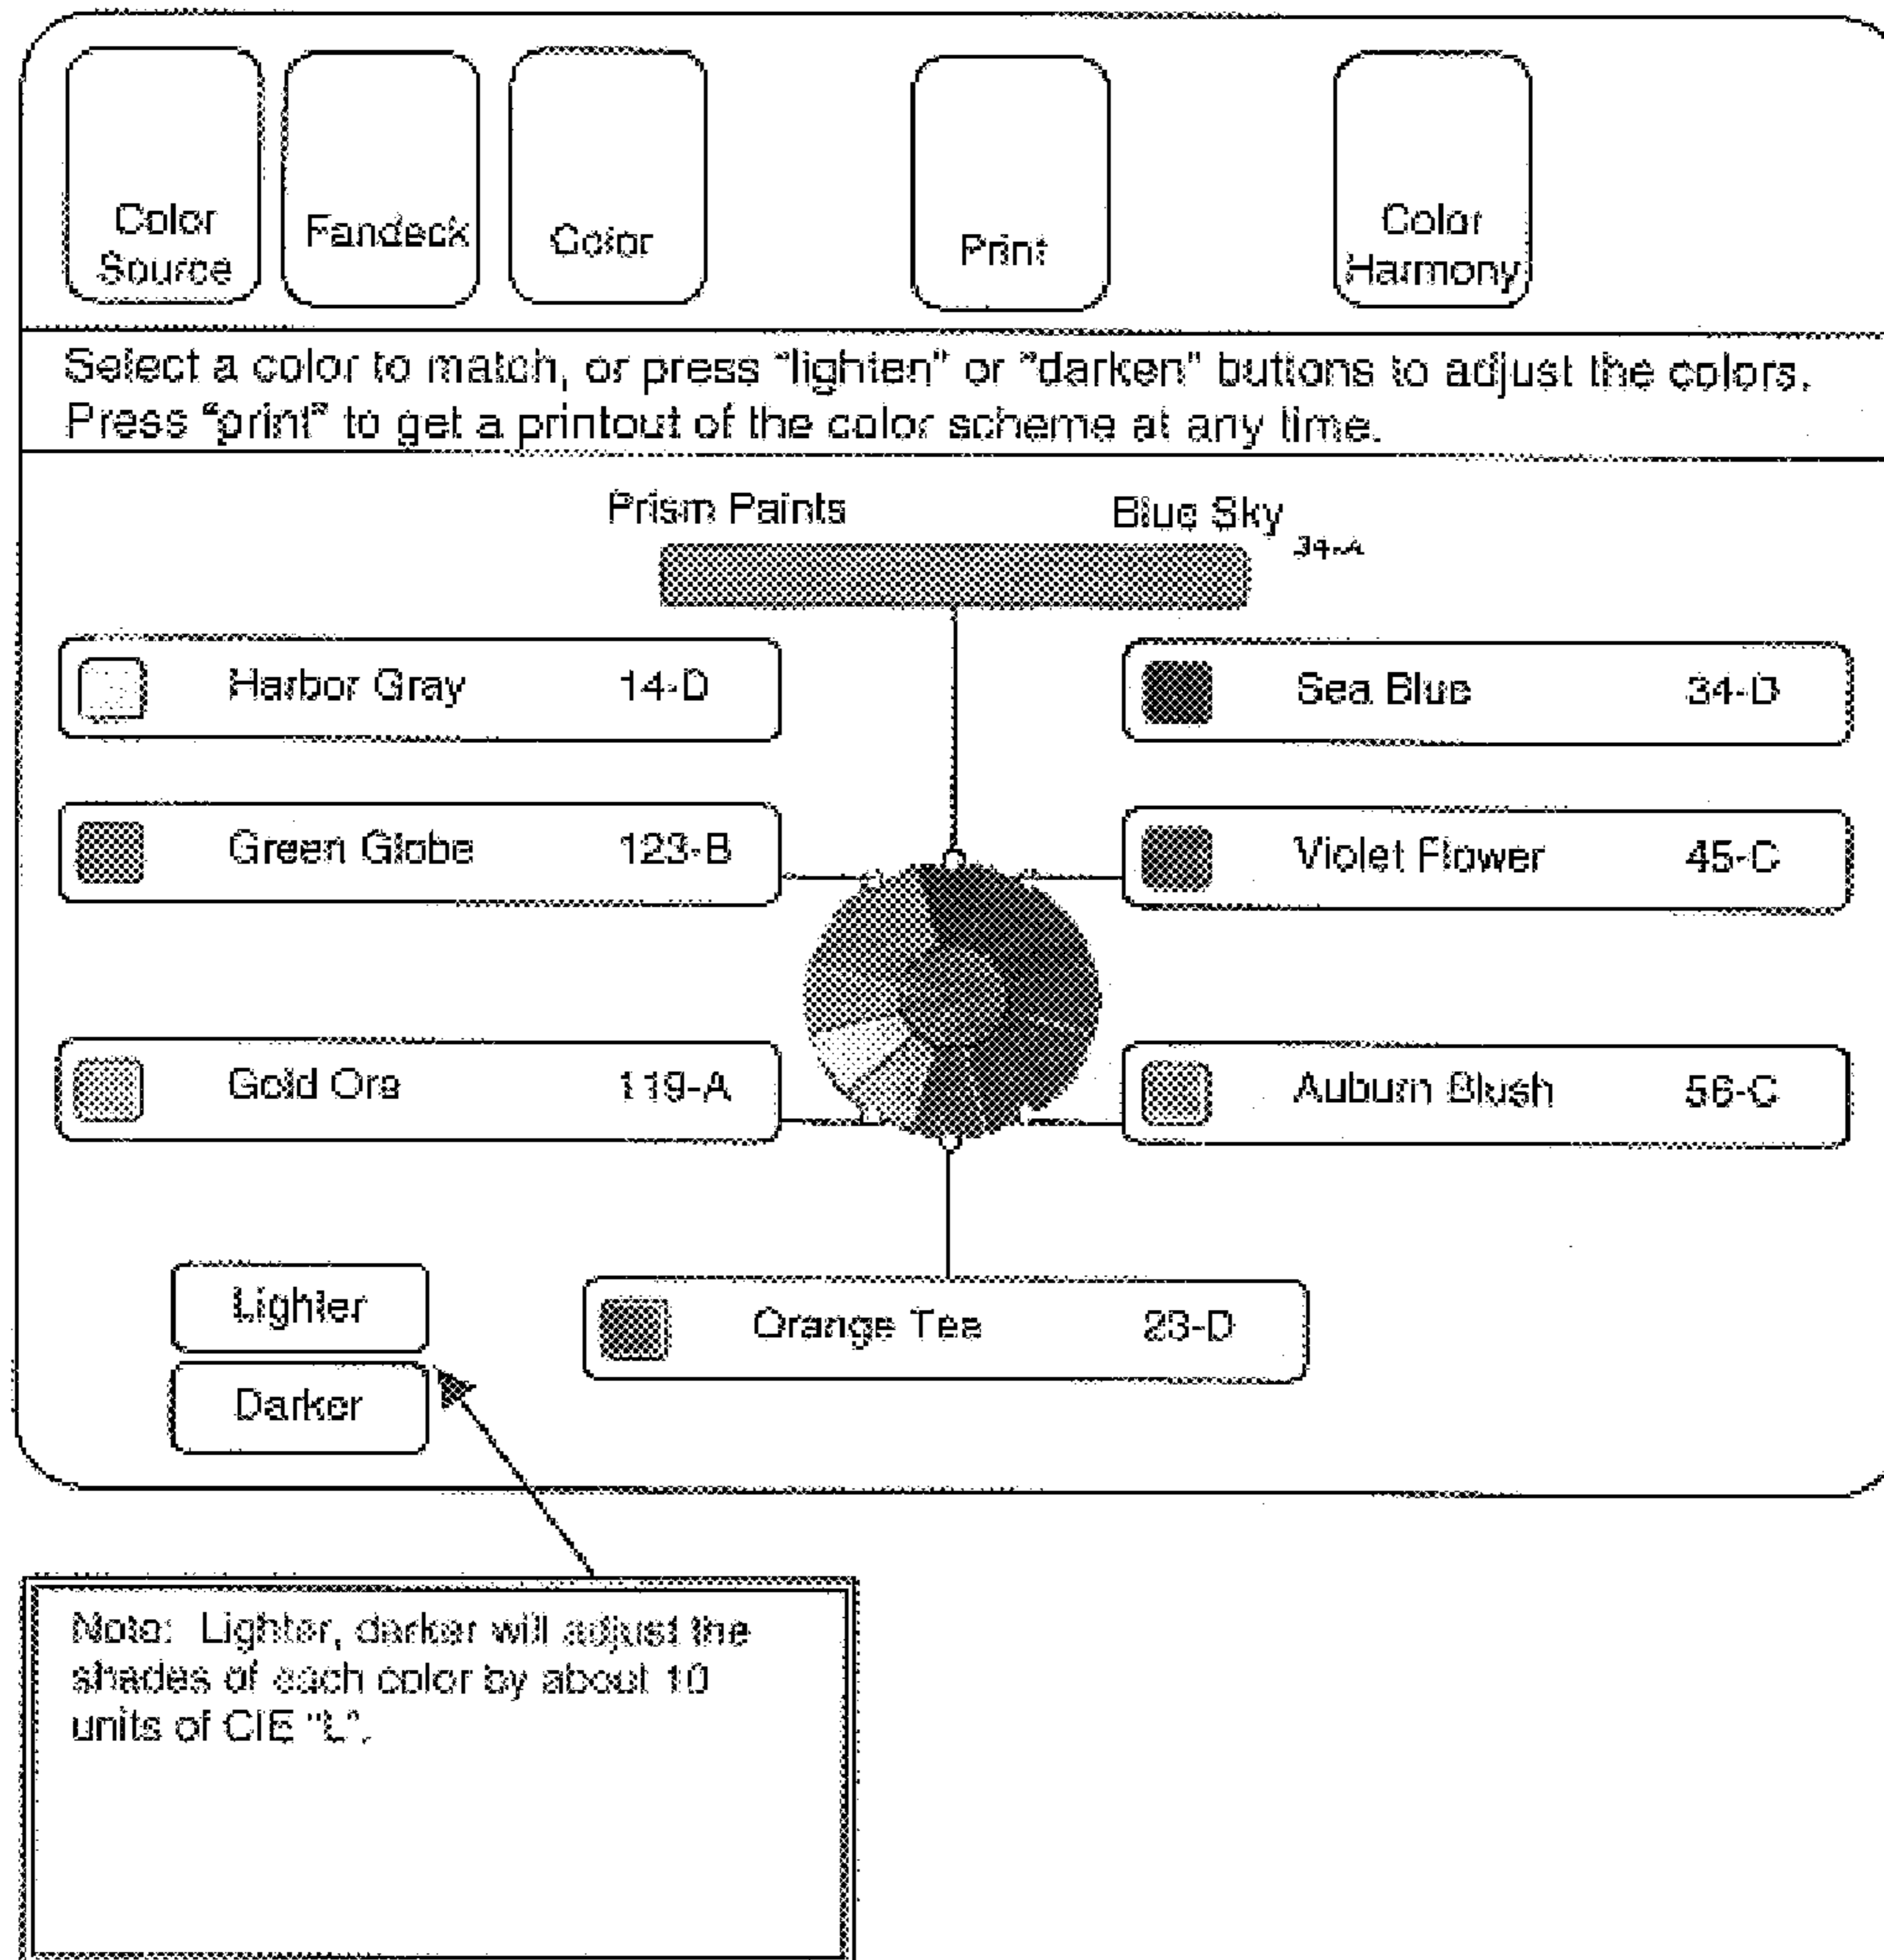 Color
Source
Fandeck
Color
Print
Color
Harmony
Select a color to match, or press "lighten" or "darken" buttons to adjust the colors.
Press "print" to get a printout of the color scheme at any time.
Prism Paints
Blue Sky
34-A
Harbor Gray 14-D
Sea Blue 34-D
Green Globe 123-B
Violet Flower 45-C
Gold Ore 119-A
Auburn Blush 56-C
Lighter
Orange Tee 23-D
Darker
Note: Lighter, darker will adjust the
shades of each color by about 10
units of CIE "L".